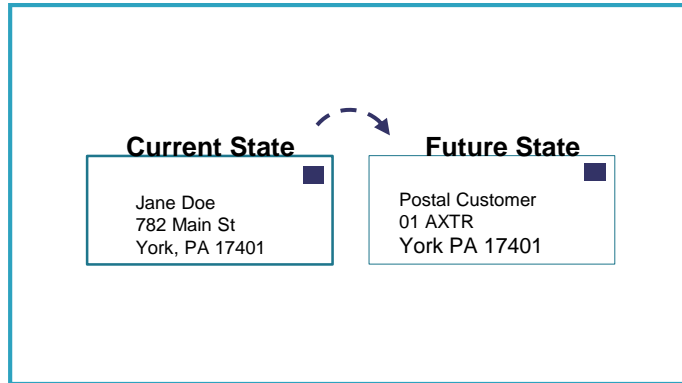 Current State
Jane Doe
782 Main St
York, PA 17401
Future State
Postal Customer
01 AXTR
York PA 17401